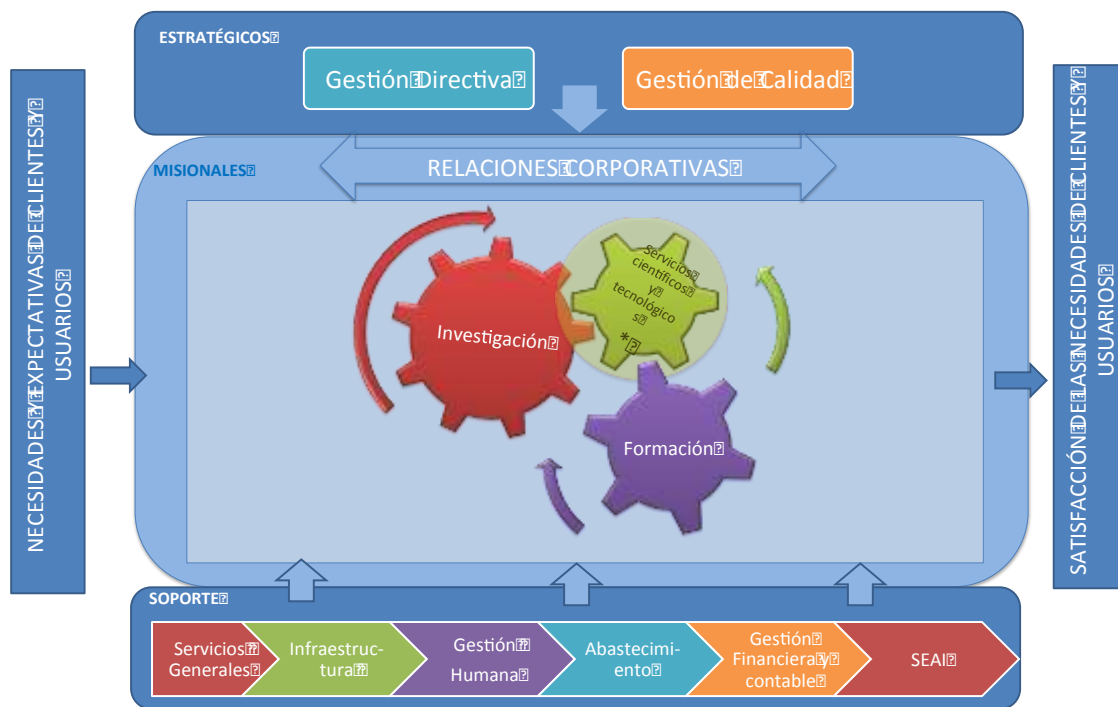 ESTRATÉGICOS
Gestión Directiva
Gestión de Calidad
NECESIDADES Y EXPECTATIVAS DE CLIENTES Y
USUARIOS
MISIONALES
RELACIONES CORPORATIVAS
Investigación
Servicios
científicos
y
tecnológico
s
*
Formación
SATISFACCIÓN DE LAS NECESIDADES DE CLIENTES Y
USUARIOS
SOPORTE
Servicios
Generales
Infraestruc-
tura
Gestión
Humana
Abastecimi-
ento
Gestión
Financiera y
contable
SEAI